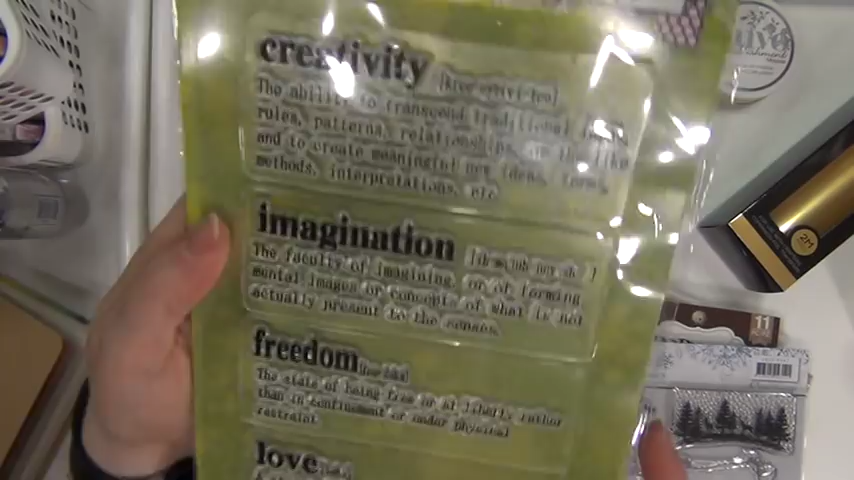 creativity
The ability to transcend traditional
rules, patterns, relationships, or the like
and to create meaningful new ideas, forms,
methods, interpretations, etc
imagination
The faculty of imagining, or of forming
mental images or concept of what is not
actually present to the senses
freedom
The state of being free or at liberty rather
than in confinement or under physical
restraint
love
2M
11